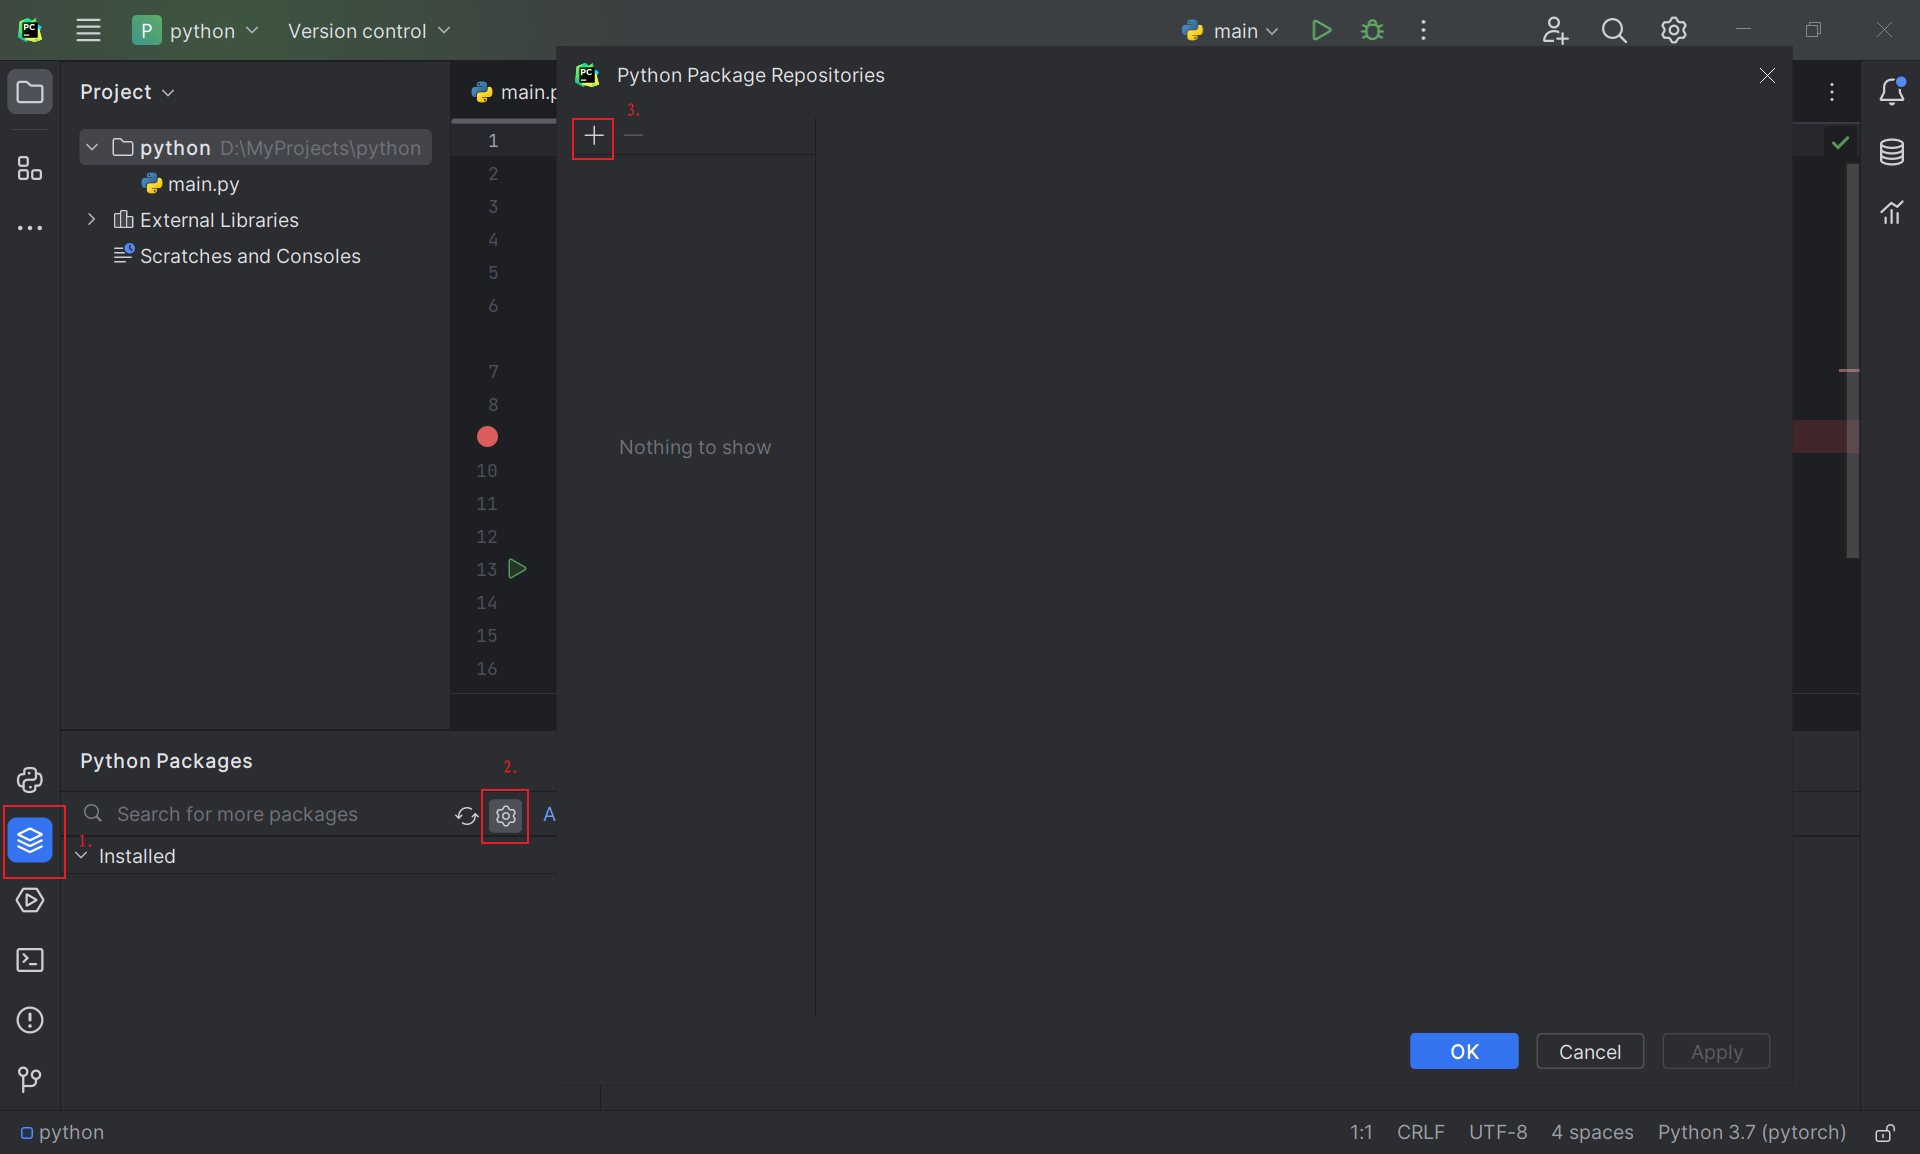 PC
P python Version control
main
Project
main.p
Python Package Repositories
PC
3.
python D:\MyProjects\python
main.py
External Libraries
Scratches and Consoles
1
2
3
4
5
6
7
8
10
11
12
13
14
15
16
Nothing to show
Python Packages
2.
Search for more packages
A
1.
Installed
OK Cancel Apply
python
1:1 CRLF UTF-8 4 spaces Python 3.7 (pytorch)